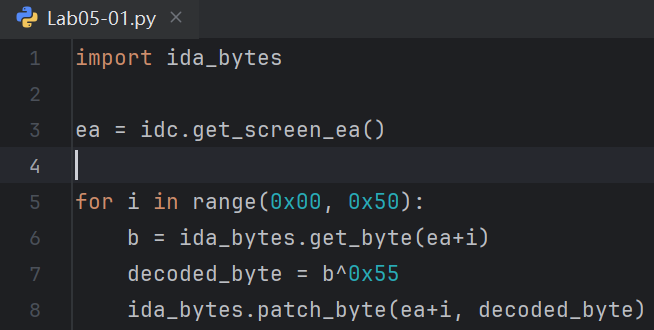 Lab05-01.py ×
1 import ida_bytes
2
3 ea = idc.get_screen_ea()
4
5 for i in range(0x00, 0x50):
6     b = ida_bytes.get_byte(ea+i)
7     decoded_byte = b^0x55
8     ida_bytes.patch_byte(ea+i, decoded_byte)